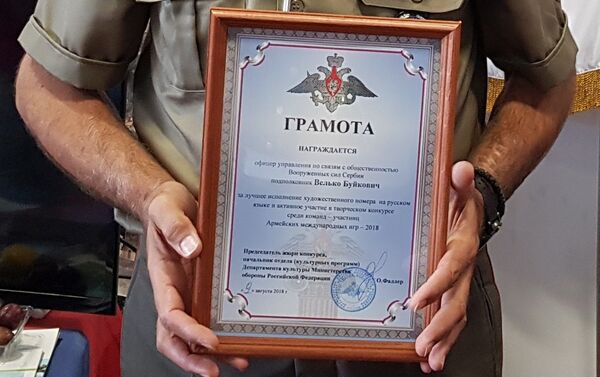 ГРАМОТА
НАГРАЖДАЕТСЯ
офицер управления по связям с общественностью
Вооруженных сил Сербии
подполковник Велько Буйкович
за лучшее исполнение художественного номера на русском
языке и активное участие в творческом конкурсе
среди команд – участниц
Армейских международных игр – 2018
Председатель жюри конкурса,
начальник отдела (культурных программ)
Департамента культуры Министерства
обороны Российской Федерации
О.Фаллер
августа 2018 г